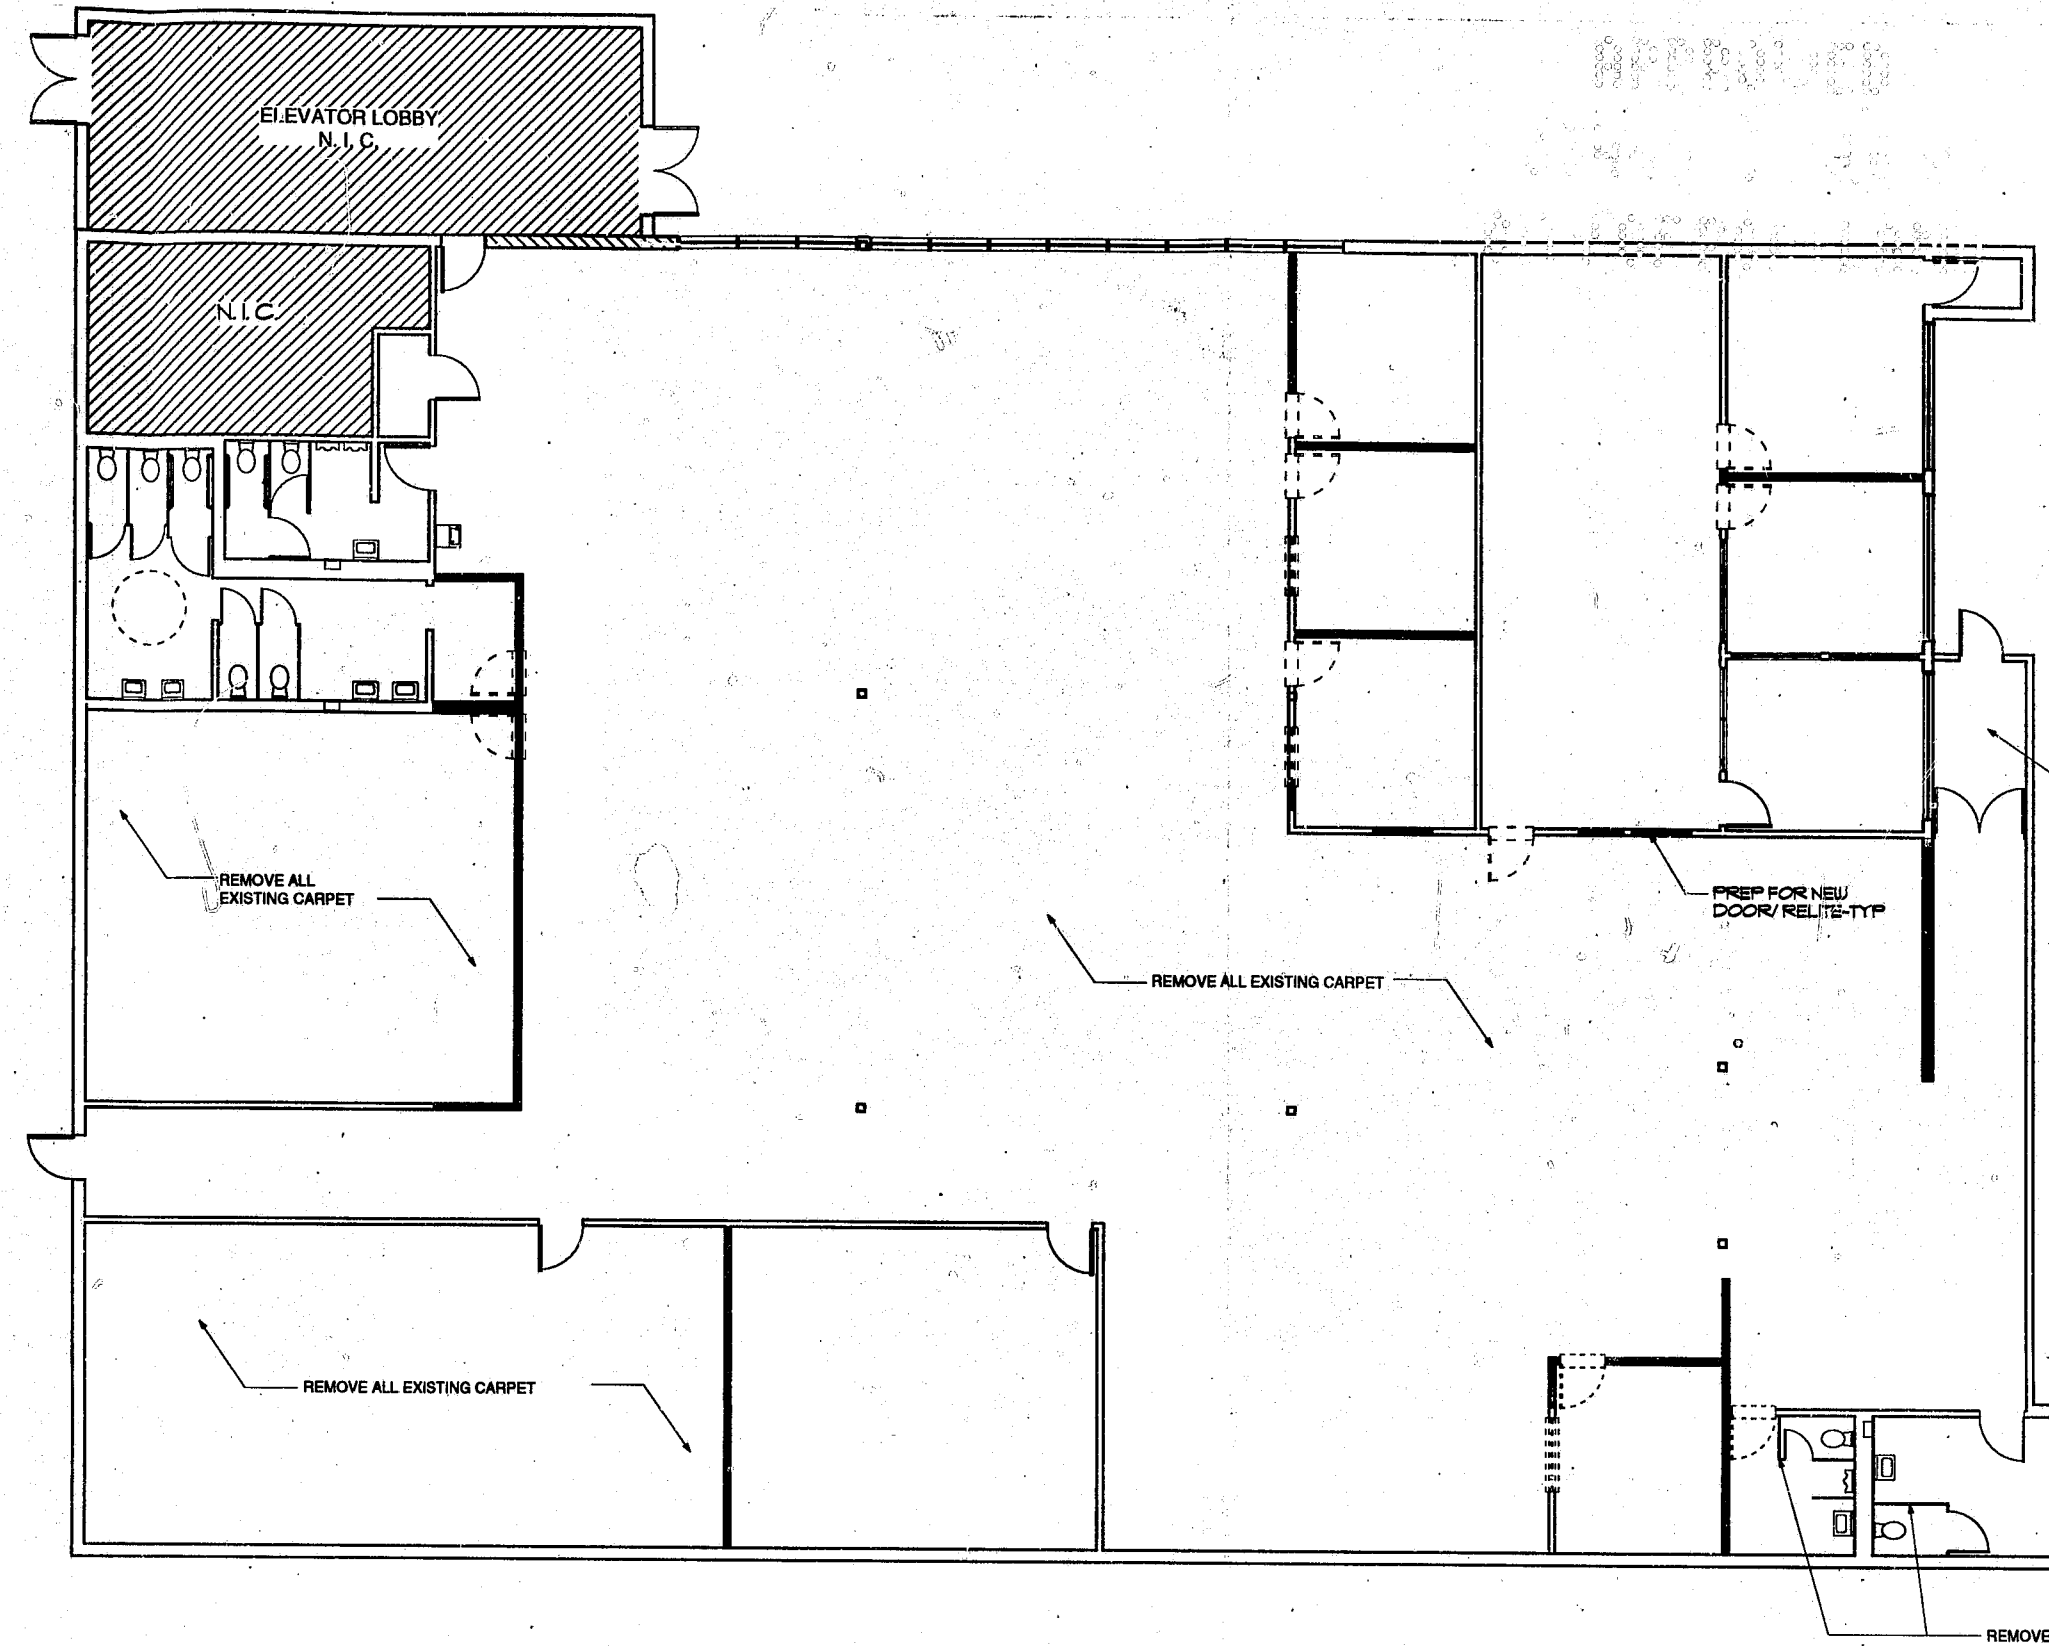 ELEVATOR LOBBY
N. I. C.
N.I.C.
REMOVE ALL
EXISTING CARPET
PREP FOR NEW
DOOR/ RELITE-TYP
REMOVE ALL EXISTING CARPET
REMOVE ALL EXISTING CARPET
REMOVE